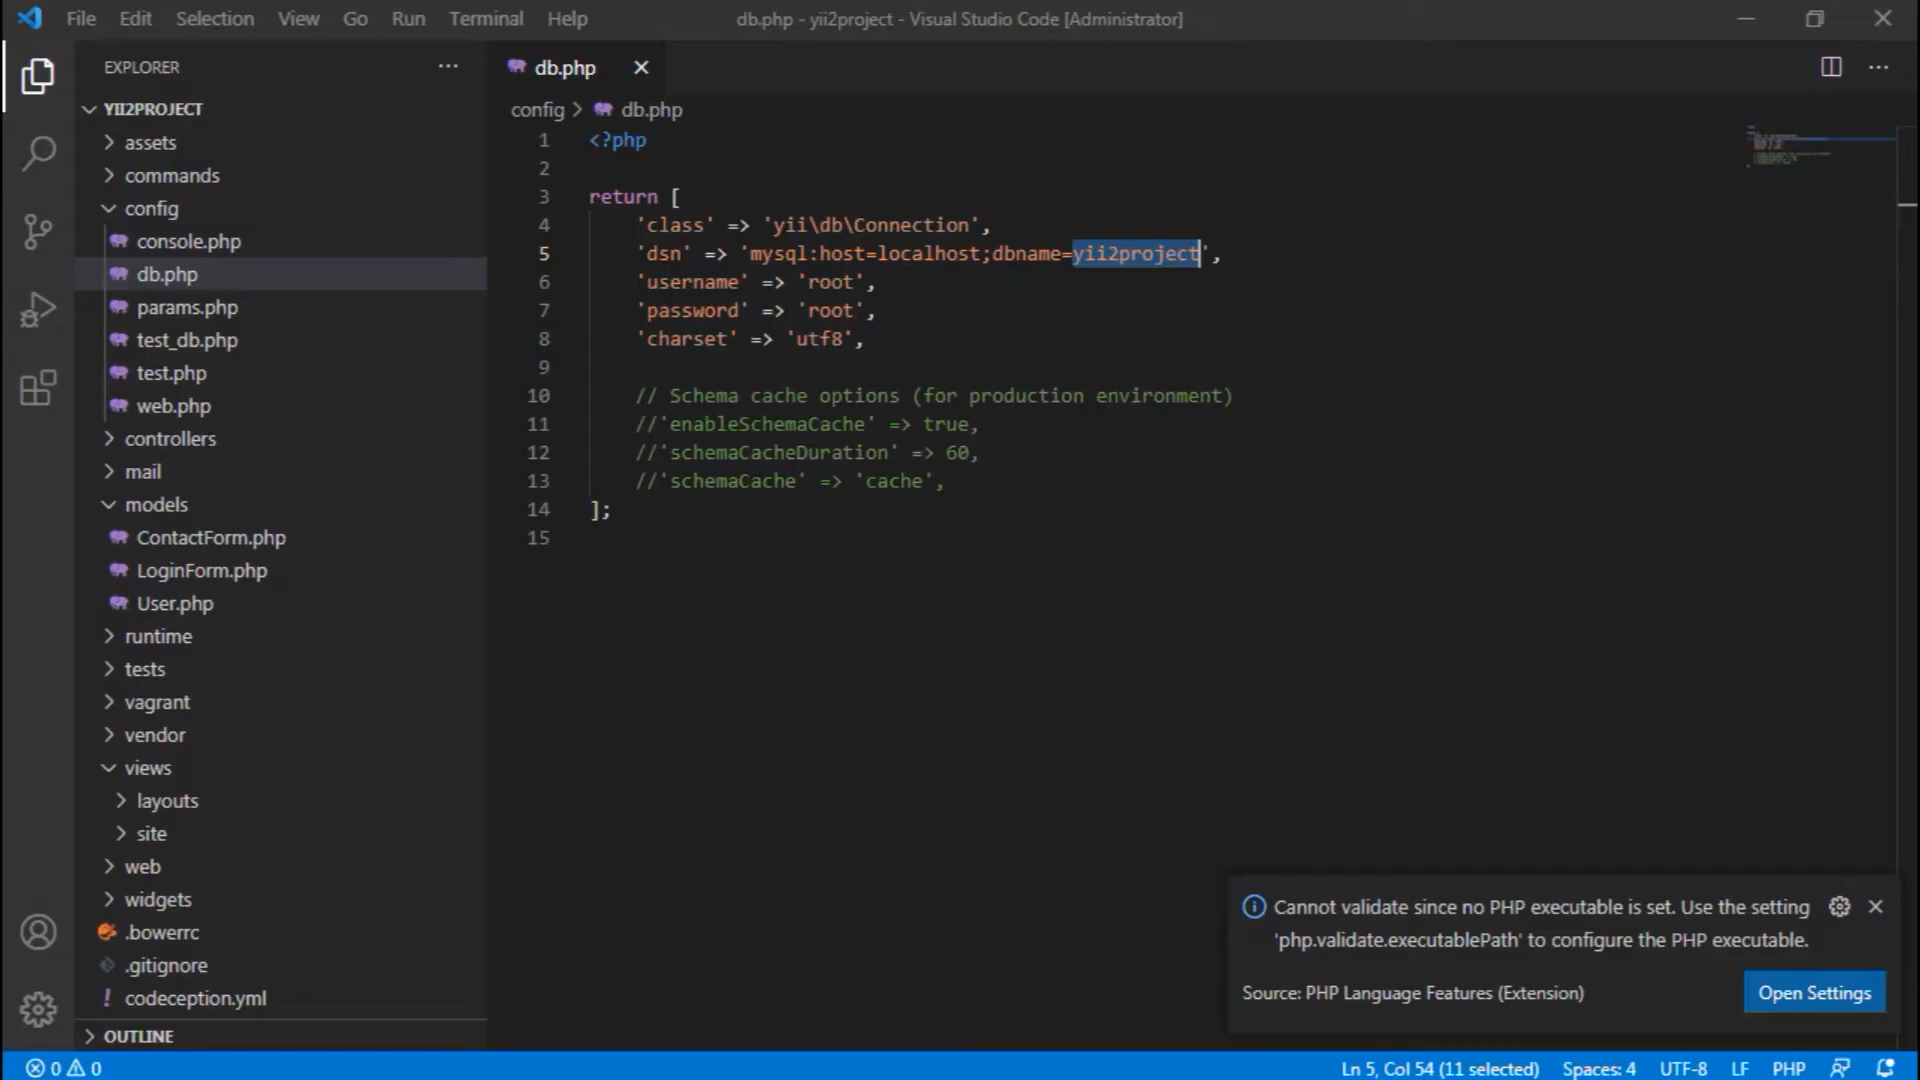 File Edit Selection View Go Run Terminal Help
db.php - yii2project - Visual Studio Code [Administrator]
EXPLORER
YII2PROJECT
assets
commands
config
console.php
db.php
params.php
test_db.php
test.php
web.php
controllers
mail
models
ContactForm.php
LoginForm.php
User.php
runtime
tests
vagrant
vendor
views
layouts
site
web
widgets
.bowerrc
.gitignore
! codeception.yml
OUTLINE
db.php
config > db.php
1 <?php
2
3 return [
4 'class' => 'yii\db\Connection',
5 'dsn' => 'mysql:host=localhost;dbname=yii2project',
6 'username' => 'root',
7 'password' => 'root',
8 'charset' => 'utf8',
9
10 // Schema cache options (for production environment)
11 //'enableSchemaCache' => true,
12 //'schemaCacheDuration' => 60,
13 //'schemaCache' => 'cache',
14 ];
15
Cannot validate since no PHP executable is set. Use the setting
'php.validate.executablePath' to configure the PHP executable.
Source: PHP Language Features (Extension)
Open Settings
0 0
Ln 5, Col 54 (11 selected) Spaces: 4 UTF-8 LF PHP